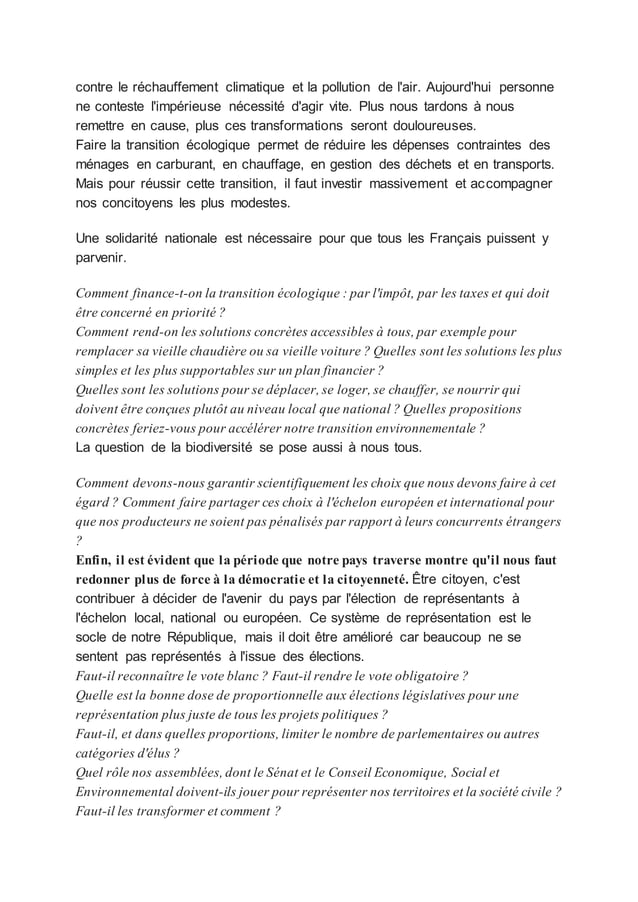 contre le réchauffement climatique et la pollution de l'air. Aujourd'hui personne
ne conteste l'impérieuse nécessité d'agir vite. Plus nous tardons à nous
remettre en cause, plus ces transformations seront douloureuses.
Faire la transition écologique permet de réduire les dépenses contraintes des
ménages en carburant, en chauffage, en gestion des déchets et en transports.
Mais pour réussir cette transition, il faut investir massivement et accompagner
nos concitoyens les plus modestes.
Une solidarité nationale est nécessaire pour que tous les Français puissent y
parvenir.
Comment finance-t-on la transition écologique : par l'impôt, par les taxes et qui doit
être concerné en priorité ?
Comment rend-on les solutions concrètes accessibles à tous, par exemple pour
remplacer sa vieille chaudière ou sa vieille voiture ? Quelles sont les solutions les plus
simples et les plus supportables sur un plan financier ?
Quelles sont les solutions pour se déplacer, se loger, se chauffer, se nourrir qui
doivent être conçues plutôt au niveau local que national ? Quelles propositions
concrètes feriez-vous pour accélérer notre transition environnementale ?
La question de la biodiversité se pose aussi à nous tous.
Comment devons-nous garantir scientifiquement les choix que nous devons faire à cet
égard ? Comment faire partager ces choix à l'échelon européen et international pour
que nos producteurs ne soient pas pénalisés par rapport à leurs concurrents étrangers
?
Enfin, il est évident que la période que notre pays traverse montre qu'il nous faut
redonner plus de force à la démocratie et la citoyenneté. Être citoyen, c'est
contribuer à décider de l'avenir du pays par l'élection de représentants à
l'échelon local, national ou européen. Ce système de représentation est le
socle de notre République, mais il doit être amélioré car beaucoup ne se
sentent pas représentés à l'issue des élections.
Faut-il reconnaître le vote blanc ? Faut-il rendre le vote obligatoire ?
Quelle est la bonne dose de proportionnelle aux élections législatives pour une
représentation plus juste de tous les projets politiques ?
Faut-il, et dans quelles proportions, limiter le nombre de parlementaires ou autres
catégories d'élus ?
Quel rôle nos assemblées, dont le Sénat et le Conseil Economique, Social et
Environnemental doivent-ils jouer pour représenter nos territoires et la société civile ?
Faut-il les transformer et comment ?